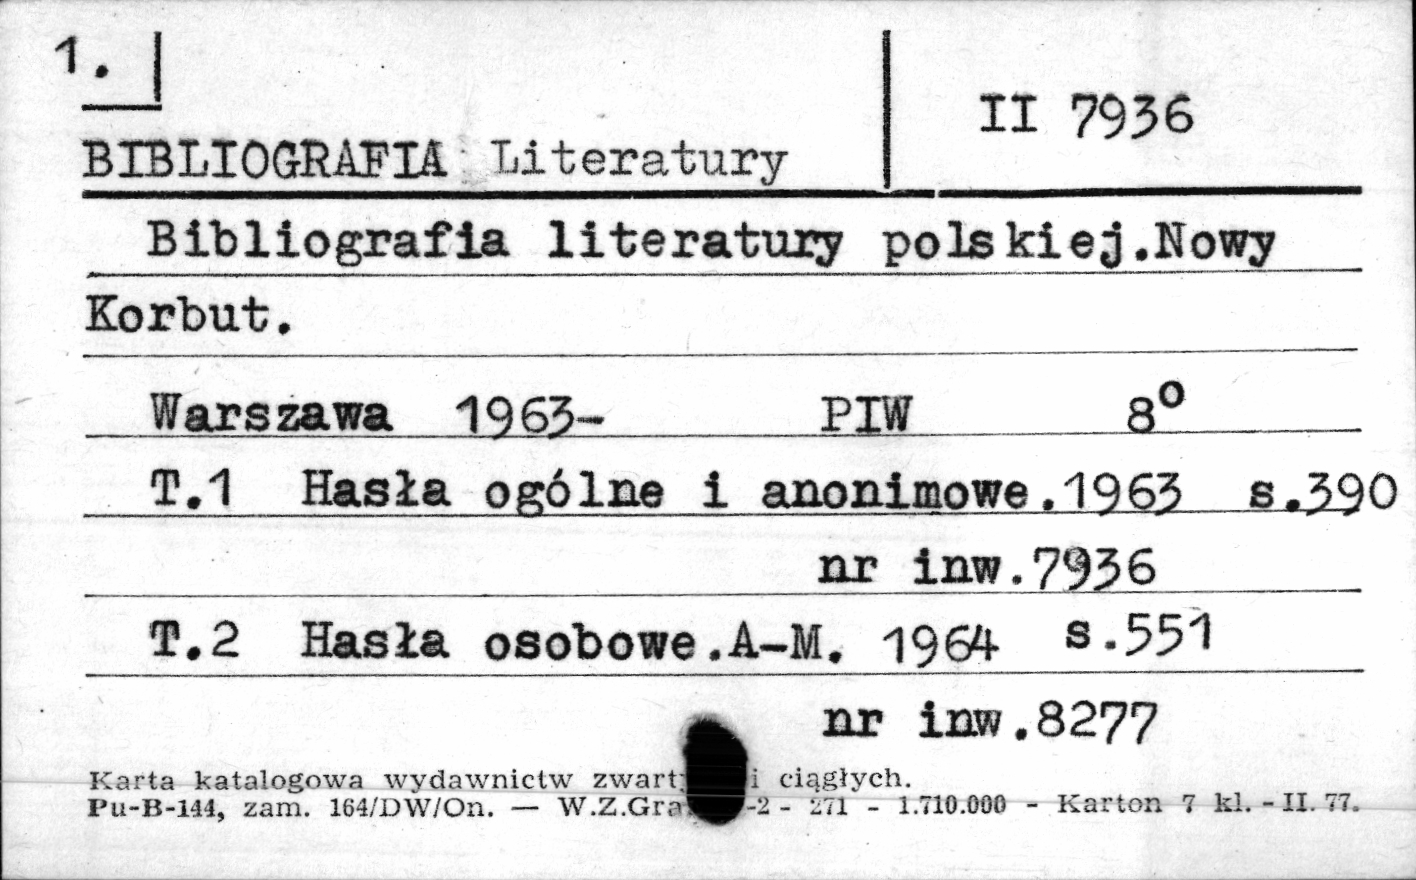 1.
II 7936
BIBLIOGRAFIA Literatury
Bibliografia literatury polskiej.Nowy
Korbut.
Warszawa 1963- PIW 8°
T.1 Hasła ogólne i anonimowe.1963 s.390
nr inw.7936
T.2 Hasła osobowe.A-M. 1964 s.551
nr inw.8277
Karta katalogowa wydawnictw i ciągłych.
Pu-B-144, zam. 164/DW/On. — -2 - 271 - 1.710.000 - Karton 7 kl. - II. 77.